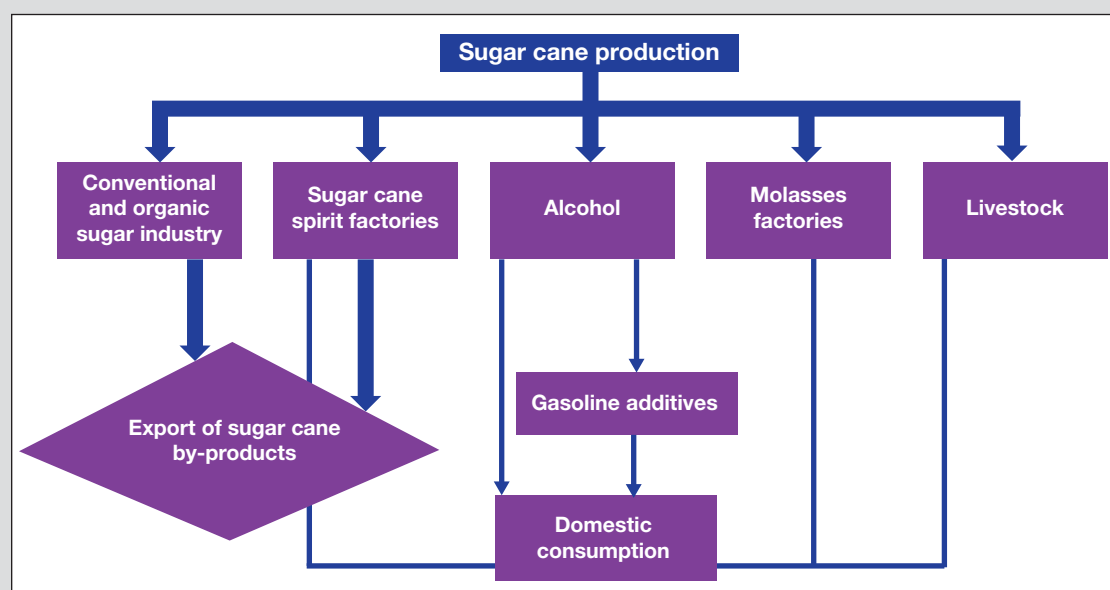 Sugar cane production
Conventional
and organic
sugar industry
Sugar cane
spirit factories
Alcohol
Molasses
factories
Livestock
Gasoline additives
Export of sugar cane
by-products
Domestic
consumption